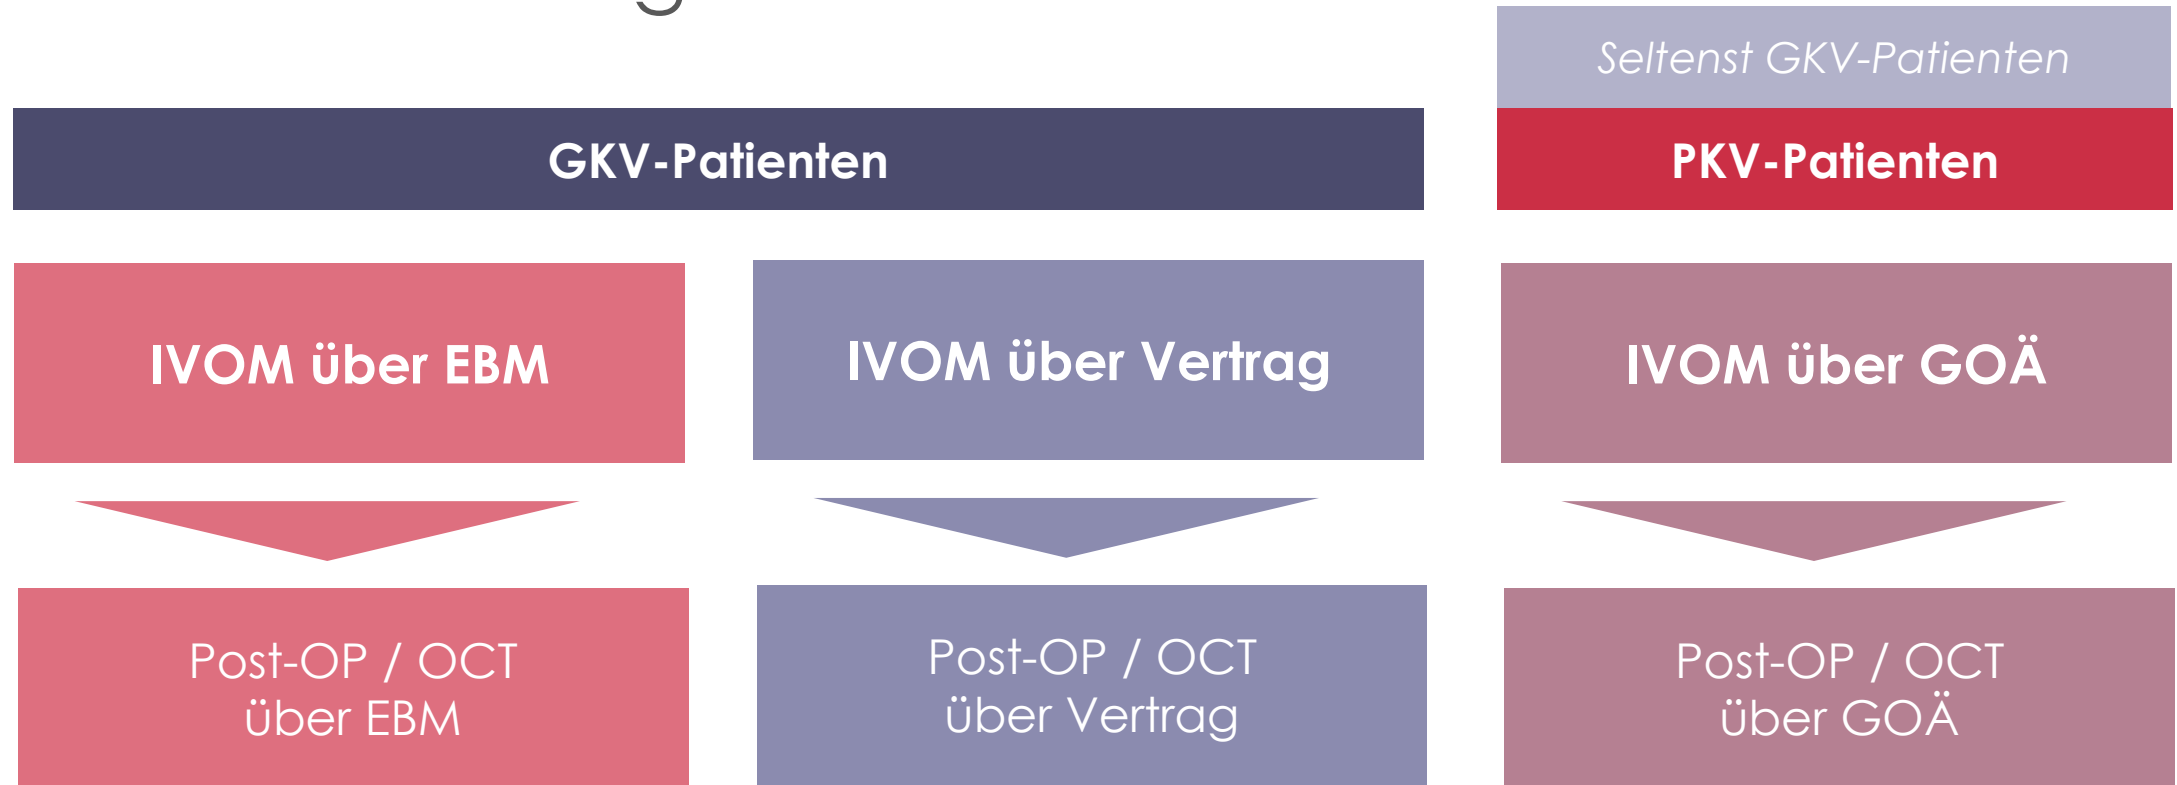 Seltenst GKV-Patienten
GKV-Patienten
PKV-Patienten
IVOM über EBM
IVOM über Vertrag
IVOM über GOÄ
Post-OP / OCT
über EBM
Post-OP / OCT
über Vertrag
Post-OP / OCT
über GOÄ